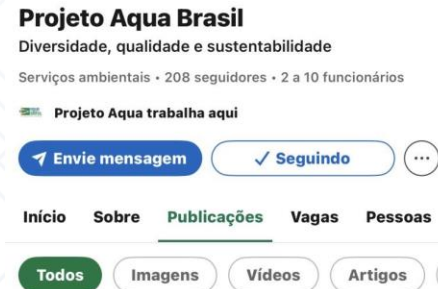 Projeto Aqua Brasil
Diversidade, qualidade e sustentabilidade
Serviços ambientais • 208 seguidores • 2 a 10 funcionários
Projeto Aqua trabalha aqui
Envie mensagem
Seguindo
Início Sobre Publicações Vagas Pessoas
Todos Imagens Vídeos Artigos